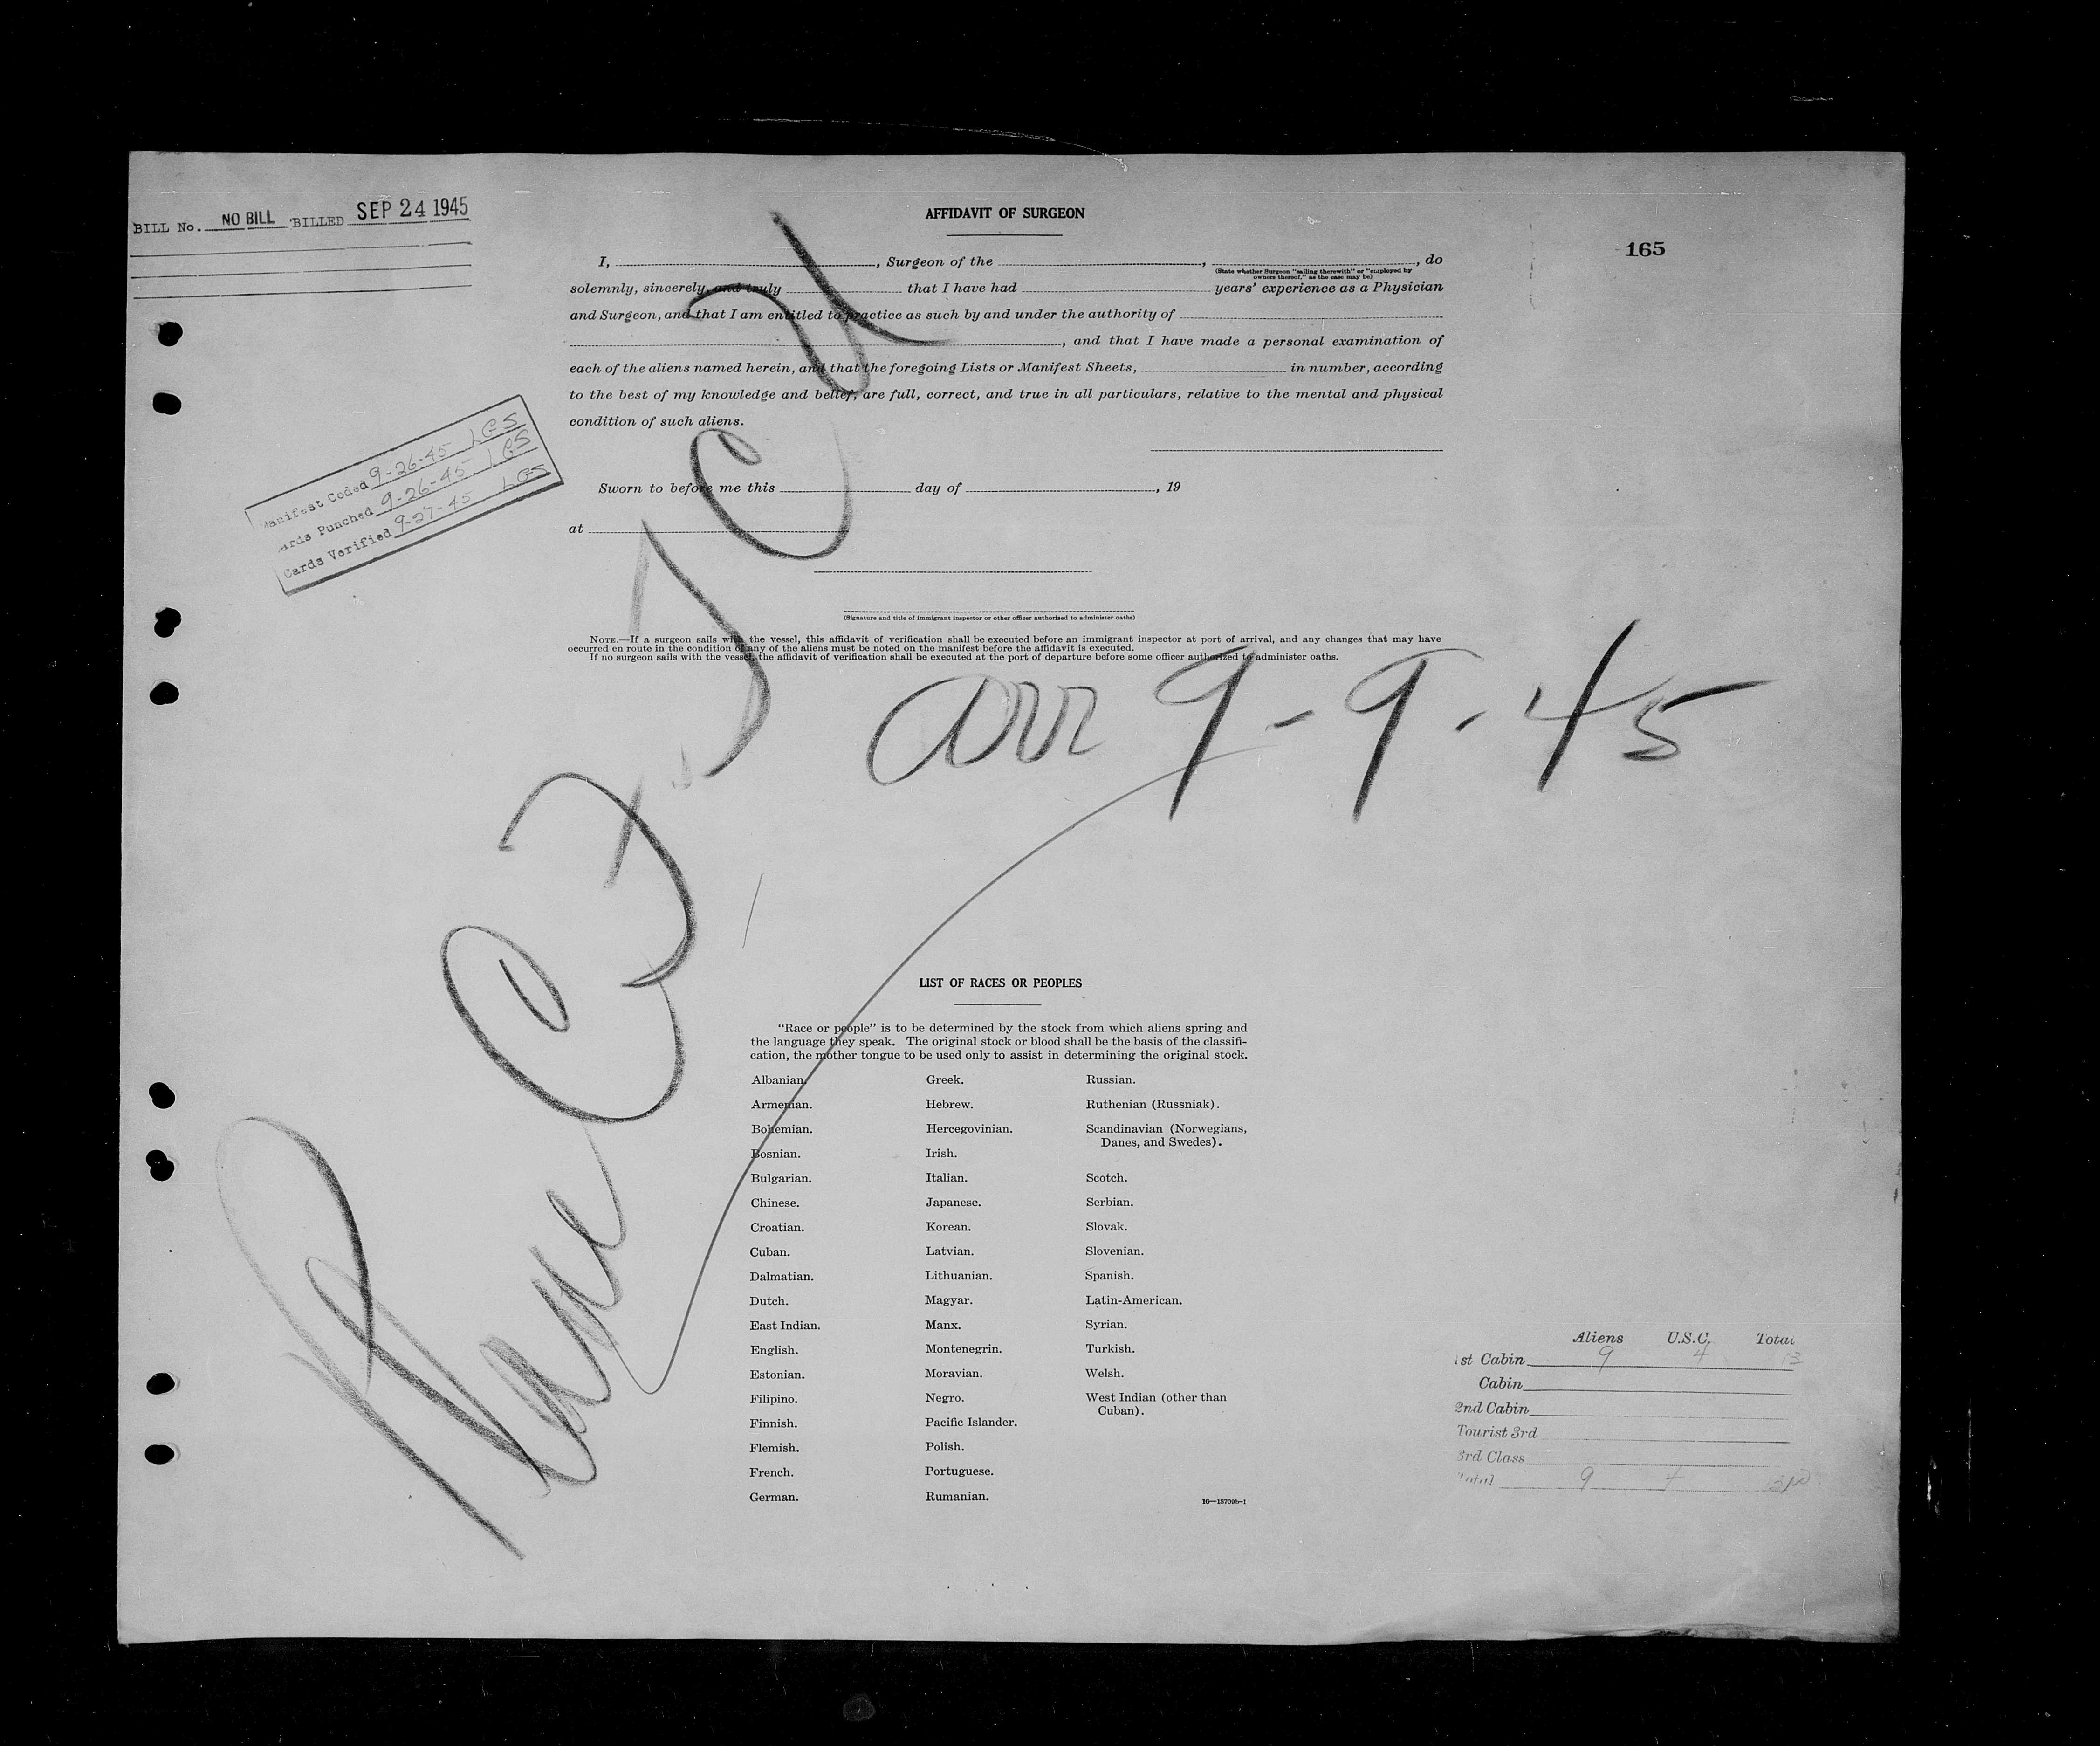 BILL No. NO BILL BILLED SEP 24 1945
165
AFFIDAVIT OF SURGEON
I, , Surgeon of the , , do
(State whether Surgeon "sailing therewith" or "employed by
owners thereof," as the case may be)
solemnly, sincerely, and truly that I have had years' experience as a Physician
and Surgeon, and that I am entitled to practice as such by and under the authority of
, and that I have made a personal examination of
each of the aliens named herein, and that the foregoing Lists or Manifest Sheets, in number, according
to the best of my knowledge and belief, are full, correct, and true in all particulars, relative to the mental and physical
condition of such aliens.
Manifest Coded 9-26-45 LGS
Cards Punched 9-26-45 LGS
Cards Verified 9-27-45 LGS
Sworn to before me this day of , 19
at
(Signature and title of immigrant inspector or other officer authorized to administer oaths)
NOTE.—If a surgeon sails with the vessel, this affidavit of verification shall be executed before an immigrant inspector at port of arrival, and any changes that may have
occurred en route in the condition of any of the aliens must be noted on the manifest before the affidavit is executed.
If no surgeon sails with the vessel, the affidavit of verification shall be executed at the port of departure before some officer authorized to administer oaths.
arr 9-9-45
Plane
LIST OF RACES OR PEOPLES
"Race or people" is to be determined by the stock from which aliens spring and
the language they speak. The original stock or blood shall be the basis of the classifi-
cation, the mother tongue to be used only to assist in determining the original stock.
Albanian. Greek. Russian.
Armenian. Hebrew. Ruthenian (Russniak).
Bohemian. Hercegovinian. Scandinavian (Norwegians,
Danes, and Swedes).
Bosnian. Irish.
Bulgarian. Italian. Scotch.
Chinese. Japanese. Serbian.
Croatian. Korean. Slovak.
Cuban. Latvian. Slovenian.
Dalmatian. Lithuanian. Spanish.
Dutch. Magyar. Latin-American.
East Indian. Manx. Syrian.
English. Montenegrin. Turkish.
Estonian. Moravian. Welsh.
Filipino. Negro. West Indian (other than
Cuban).
Finnish. Pacific Islander.
Flemish. Polish.
French. Portuguese.
German. Rumanian.
16—18709b-1
Aliens U.S.C. Total
1st Cabin 9 4 13
Cabin
2nd Cabin
Tourist 3rd
3rd Class
Total 9 4 13